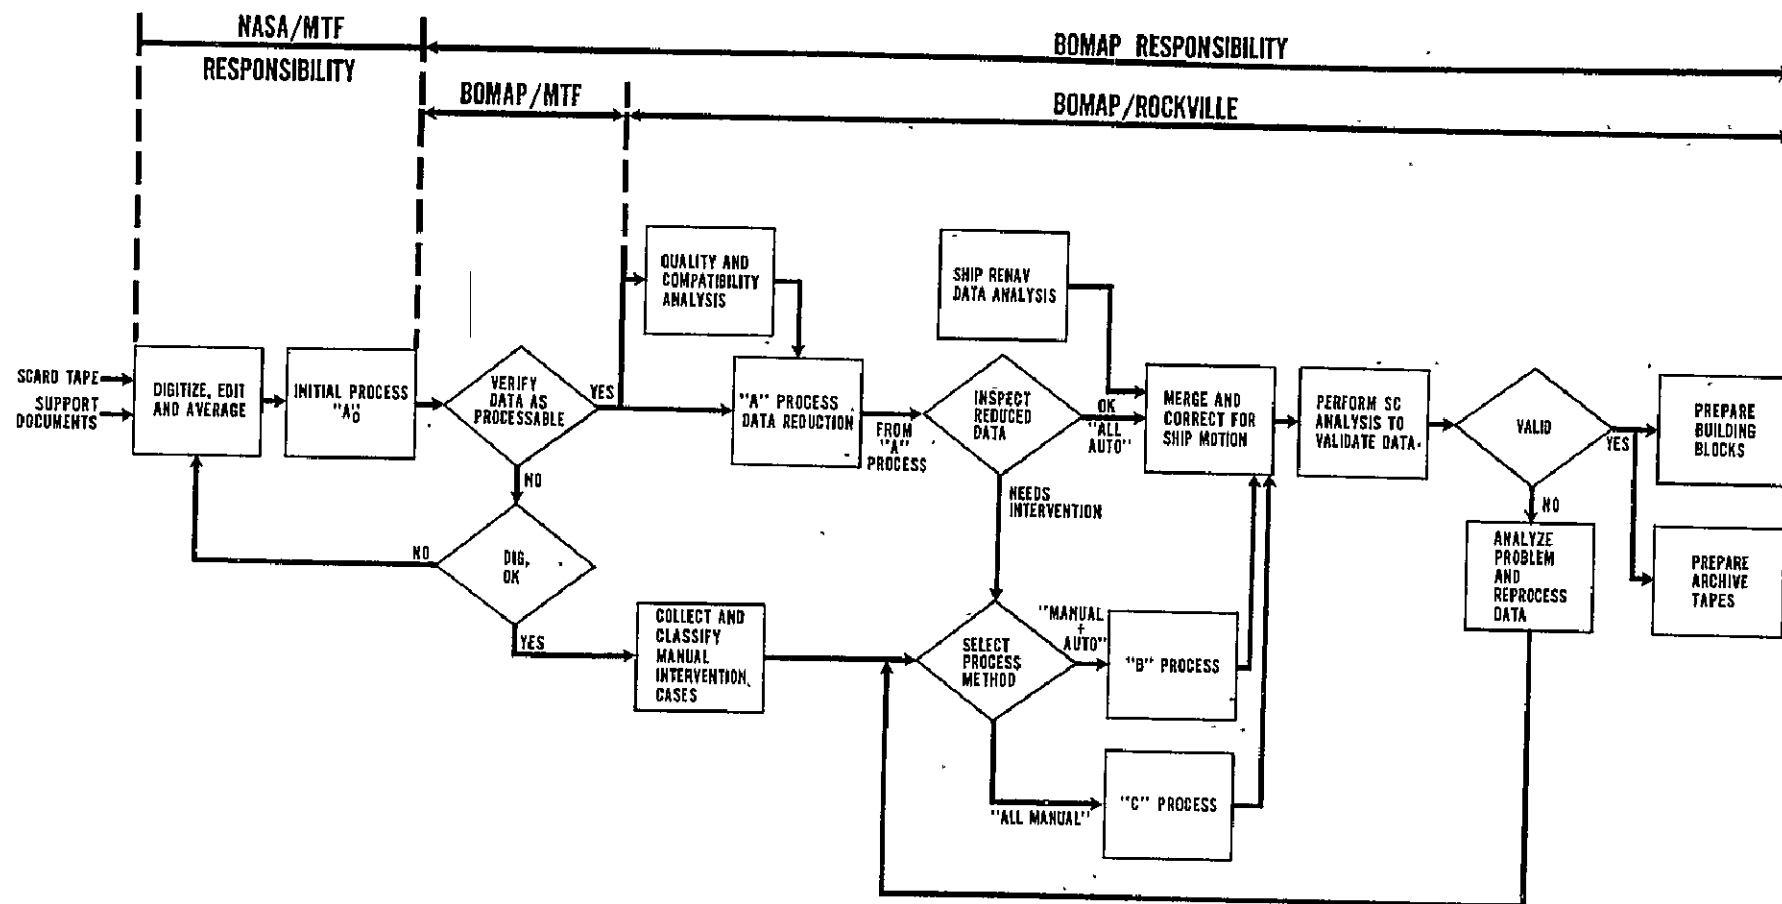 NASA/MTF
RESPONSIBILITY
BOMAP RESPONSIBILITY
BOMAP/MTF
BOMAP/ROCKVILLE
SCARD TAPE
SUPPORT
DOCUMENTS
DIGITIZE, EDIT
AND AVERAGE
INITIAL PROCESS
"A"0
VERIFY
DATA AS
PROCESSABLE
YES
NO
DIG.
OK
NO
YES
QUALITY AND
COMPATIBILITY
ANALYSIS
"A" PROCESS
DATA REDUCTION
FROM
"A"
PROCESS
COLLECT AND
CLASSIFY
MANUAL
INTERVENTION
CASES
SHIP RENAV
DATA ANALYSIS
INSPECT
REDUCED
DATA
OK
"ALL
AUTO"
NEEDS
INTERVENTION
SELECT
PROCESS
METHOD
"MANUAL
+
AUTO"
"B" PROCESS
"ALL MANUAL"
"C" PROCESS
MERGE AND
CORRECT FOR
SHIP MOTION
PERFORM SC
ANALYSIS TO
VALIDATE DATA.
VALID
YES
NO
ANALYZE
PROBLEM
AND
REPROCESS
DATA
PREPARE
BUILDING
BLOCKS
PREPARE
ARCHIVE
TAPES